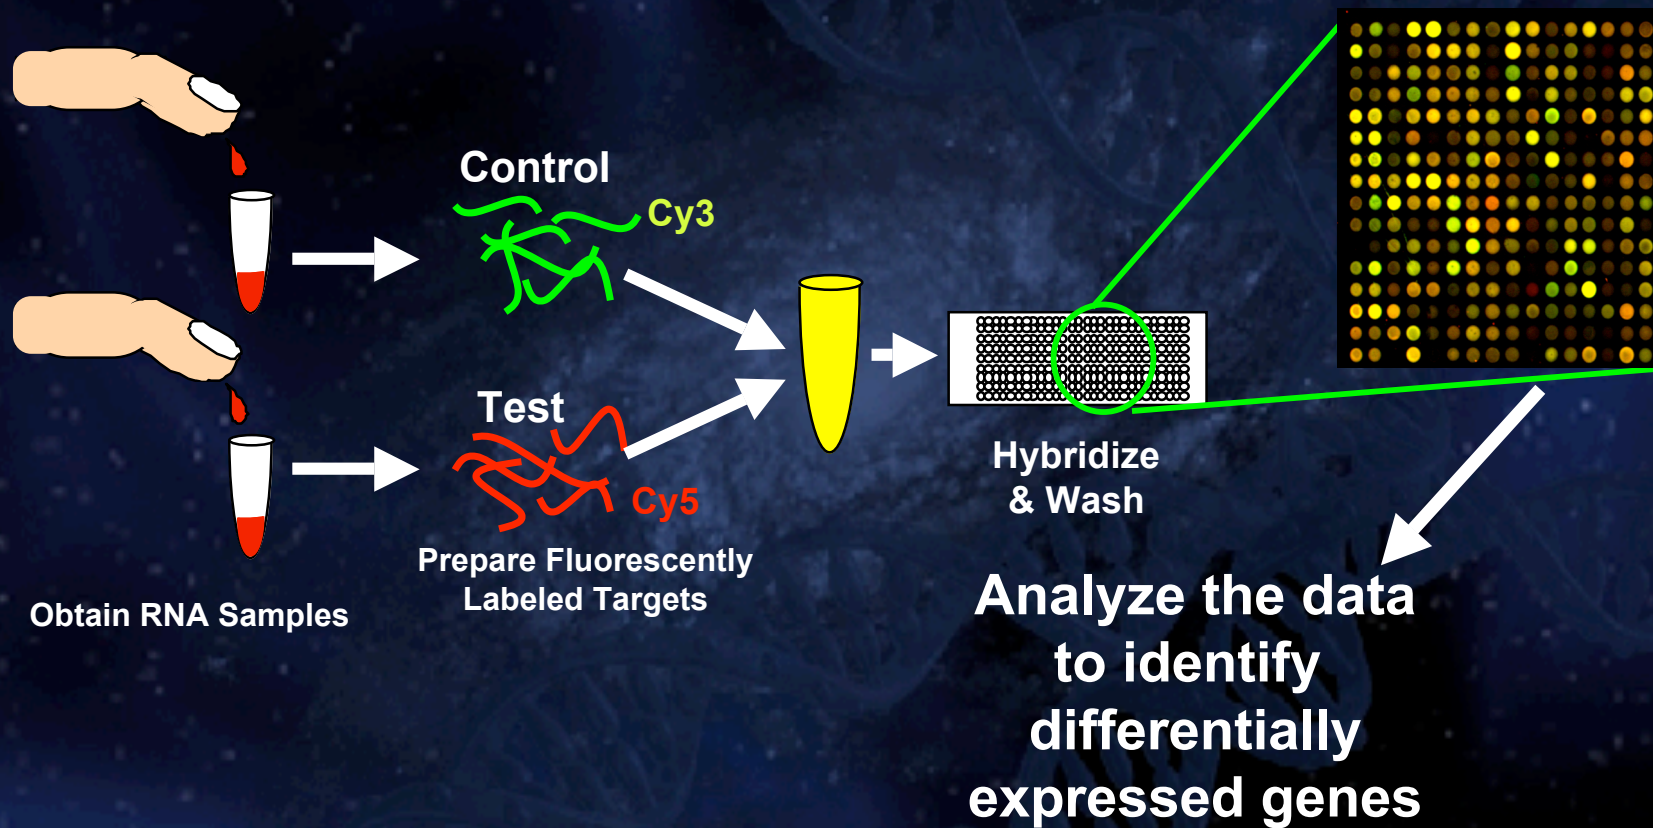 Control
Cy3
Test
Cy5
Prepare Fluorescently
Labeled Targets
Obtain RNA Samples
Hybridize
& Wash
Analyze the data
to identify
differentially
expressed genes